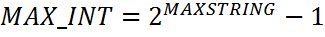 MAX_INT = 2^{MAXSTRING} − 1